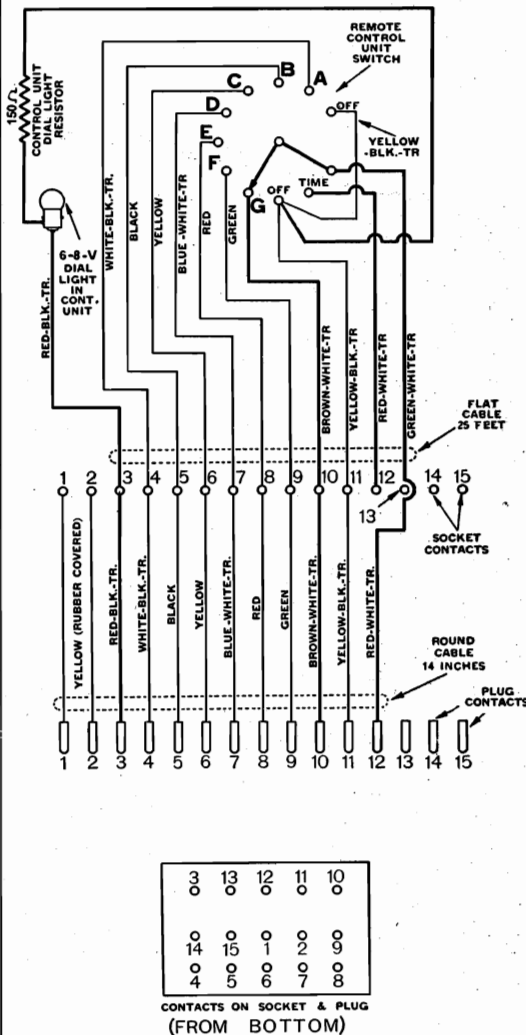 REMOTE
CONTROL
UNIT
SWITCH
150Ω
CONTROL UNIT
DIAL LIGHT
RESISTOR
A
B
C
D
E
F
G
OFF
YELLOW
-BLK.-TR
TIME
OFF
6-8-V
DIAL
LIGHT
IN
CONT.
UNIT
RED-BLK.-TR.
WHITE-BLK.-TR.
BLACK
YELLOW
BLUE-WHITE-TR
RED
GREEN
BROWN-WHITE-TR
YELLOW-BLK.-TR
RED-WHITE-TR
GREEN-WHITE-TR
FLAT
CABLE
25 FEET
1 2 3 4 5 6 7 8 9 10 11 12 14 15
13
SOCKET
CONTACTS
YELLOW (RUBBER COVERED)
RED-BLK.-TR.
WHITE-BLK.-TR.
BLACK
YELLOW
BLUE-WHITE-TR.
RED
GREEN
BROWN-WHITE-TR.
YELLOW-BLK.-TR.
RED-WHITE-TR.
ROUND
CABLE
14 INCHES
PLUG
CONTACTS
1 2 3 4 5 6 7 8 9 10 11 12 13 14 15
3 13 12 11 10
14 15 1 2 9
4 5 6 7 8
CONTACTS ON SOCKET & PLUG
(FROM BOTTOM)